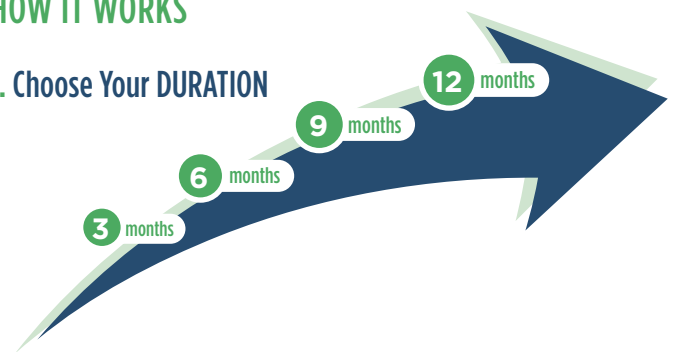 HOW IT WORKS
. Choose Your DURATION
12 months
9 months
6 months
3 months